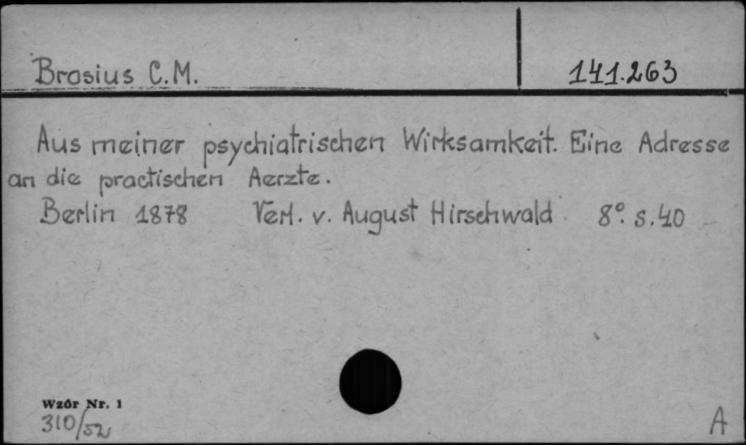 Brosius C.M.
141.263
Aus meiner psychiatrischen Wirksamkeit. Eine Adresse
an die practischen Aerzte.
Berlin 1878 Verl. v. August Hirschwald 8°. s. 40
Wzór Nr. 1
310/52
A